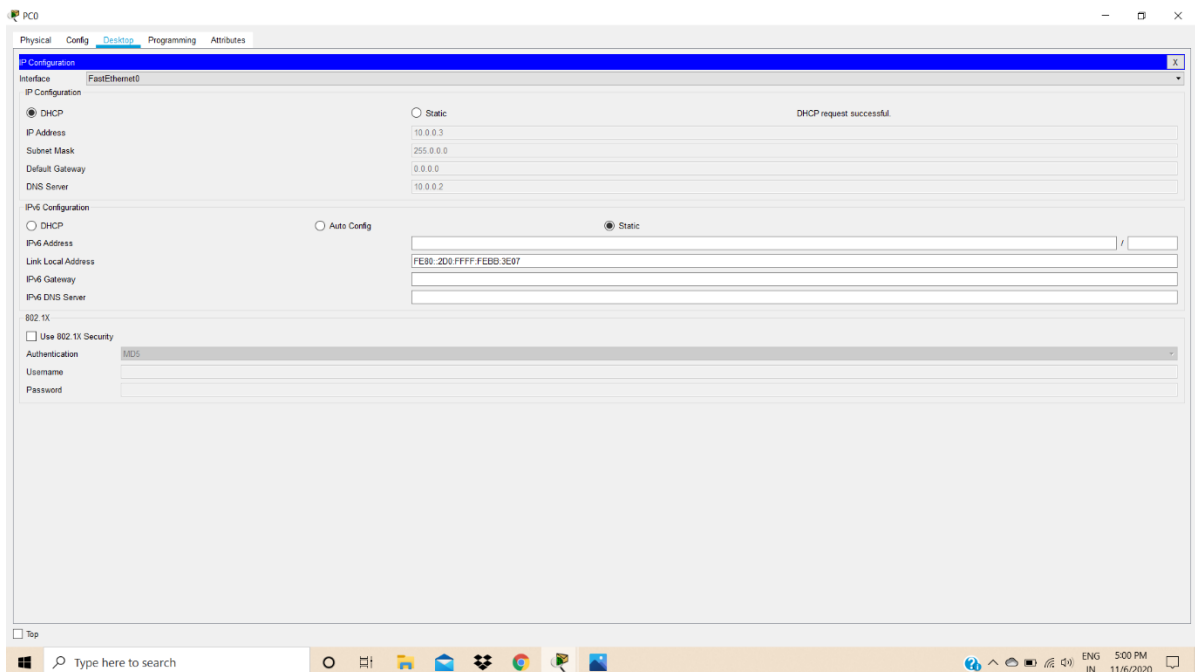 PC0
Physical Config Desktop Programming Attributes
IP Configuration X
Interface FastEthernet0
IP Configuration
DHCP Static DHCP request successful.
IP Address 10.0.0.3
Subnet Mask 255.0.0.0
Default Gateway 0.0.0.0
DNS Server 10.0.0.2
IPv6 Configuration
DHCP Auto Config Static
IPv6 Address /
Link Local Address FE80::2D0:FFFF:FEBB:3E07
IPv6 Gateway
IPv6 DNS Server
802.1X
Use 802.1X Security
Authentication MD5
Username
Password
Top
Type here to search ENG 5:00 PM
IN 11/6/2020